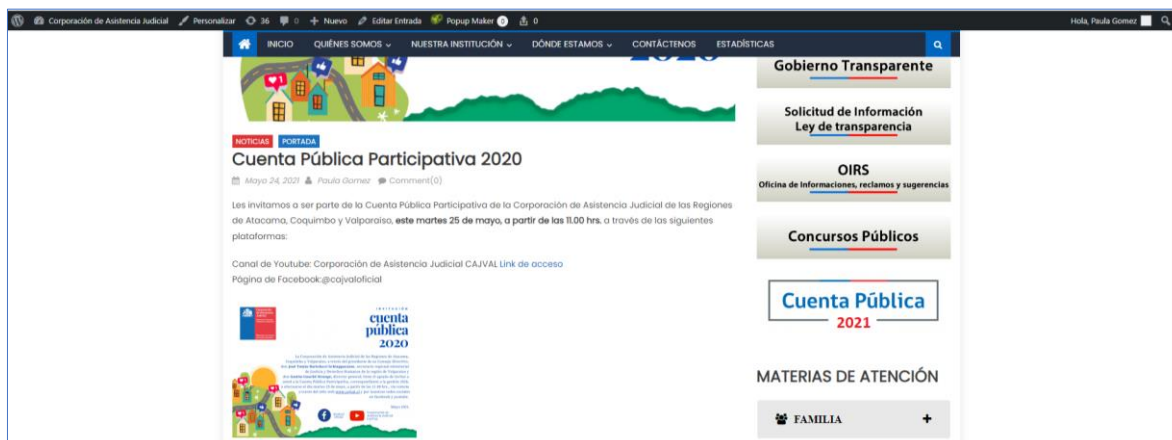 Corporación de Asistencia Judicial Personalizar 36 0 Nuevo Editar Entrada Popup Maker 0 Hola, Paula Gomez
INICIO QUIÉNES SOMOS NUESTRA INSTITUCIÓN DÓNDE ESTAMOS CONTÁCTENOS ESTADÍSTICAS
2020
NOTICIAS PORTADA
Cuenta Pública Participativa 2020
Mayo 24, 2021 Paula Gomez Comment(0)
Les invitamos a ser parte de la Cuenta Pública Participativa de la Corporación de Asistencia Judicial de las Regiones
de Atacama, Coquimbo y Valparaíso, este martes 25 de mayo, a partir de las 11.00 hrs. a través de las siguientes
plataformas:
Canal de Youtube: Corporación de Asistencia Judicial CAJVAL Link de acceso
Página de Facebook:@cajvaloficial
INVITACIÓN
cuenta
pública
2020
Mayo 2021
Gobierno Transparente
Solicitud de Información
Ley de transparencia
OIRS
Oficina de Informaciones, reclamos y sugerencias
Concursos Públicos
Cuenta Pública
2021
MATERIAS DE ATENCIÓN
FAMILIA +